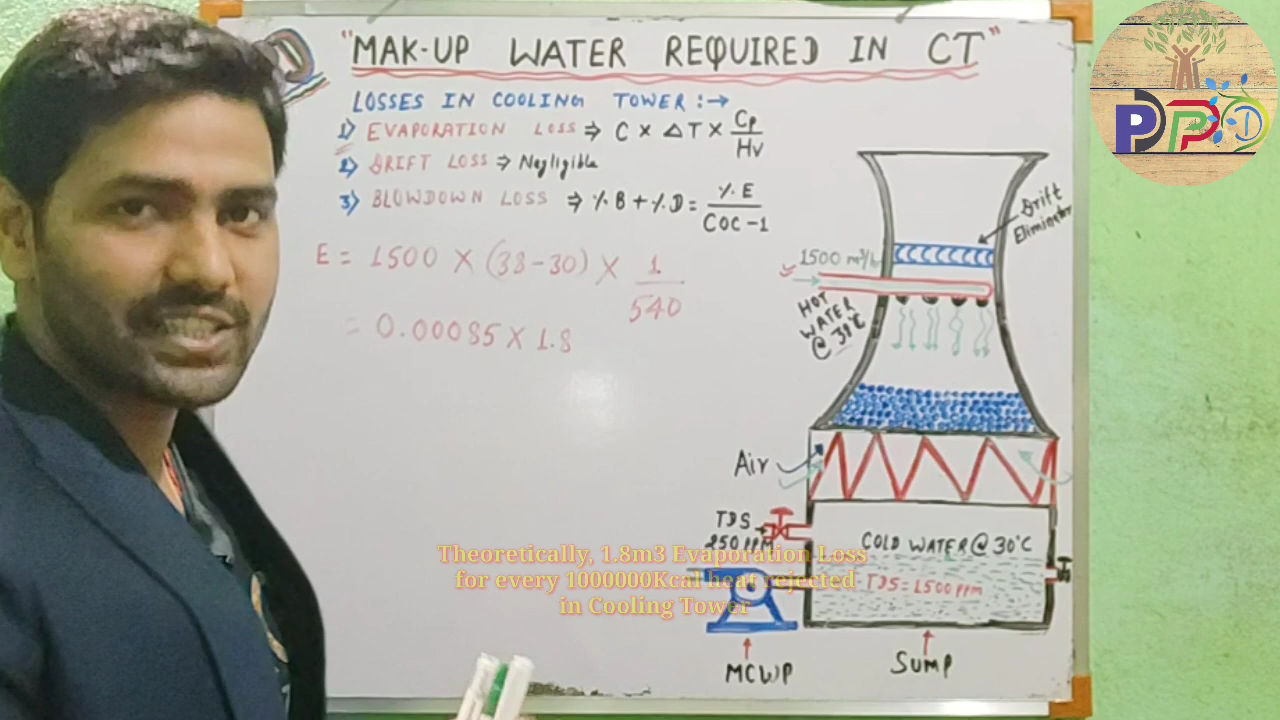 "MAK-UP WATER REQUIRED IN CT"
LOSSES IN COOLING TOWER :→
1) EVAPORATION LOSS ⇒ C × ΔT × Cp/Hv
2) DRIFT LOSS ⇒ Negligible
3) BLOWDOWN LOSS ⇒ %B + %D = %E/COC-1
E = 1500 × (38-30) × 1/540
= 0.00085 × 1.8
Drift
Eliminator
1500 m³/hr
HOT
WATER
@ 38°C
Air
TDS
250 PPM
COLD WATER @ 30°C
TDS = 1500 PPM
MCWP
SUMP
Theoretically, 1.8m3 Evaporation Loss
for every 1000000Kcal heat rejected
in Cooling Tower
DPD